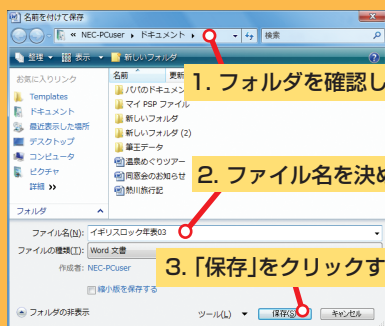 名前を付けて保存
« NEC-PCuser ▸ ドキュメント ▸
検索
整理 ▾ 表示 ▾ 新しいフォルダ
お気に入りリンク
Templates
ドキュメント
最近表示した場所
デスクトップ
コンピュータ
ピクチャ
詳細 »
フォルダ
名前
更新
パパのドキュメン
マイ PSP ファイル
新しいフォルダ
新しいフォルダ (2)
筆王データ
温泉めぐりツアー
同窓会のお知らせ
熱川旅行記
1. フォルダを確認し
2. ファイル名を決め
ファイル名(N): イギリスロック年表03
ファイルの種類(T): Word 文書
作成者: NEC-PCuser
3.「保存」をクリックす
縮小版を保存する
フォルダの非表示
ツール(L) ▾
保存(S)
キャンセル